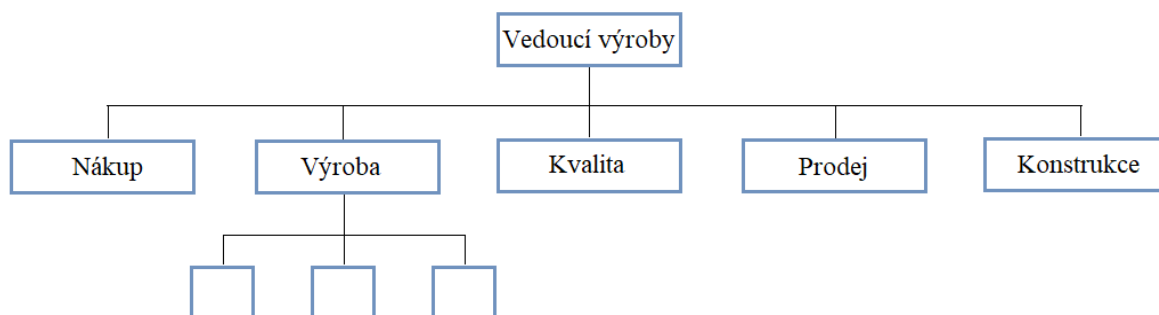 Vedoucí výroby
Nákup
Výroba
Kvalita
Prodej
Konstrukce